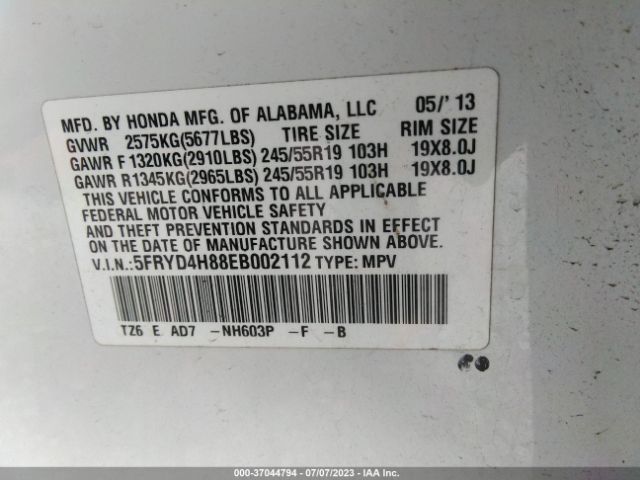 MFD. BY HONDA MFG. OF ALABAMA, LLC 05/' 13
GVWR 2575KG(5677LBS) TIRE SIZE RIM SIZE
GAWR F 1320KG(2910LBS) 245/55R19 103H 19X8.0J
GAWR R1345KG(2965LBS) 245/55R19 103H 19X8.0J
THIS VEHICLE CONFORMS TO ALL APPLICABLE
FEDERAL MOTOR VEHICLE SAFETY
AND THEFT PREVENTION STANDARDS IN EFFECT
ON THE DATE OF MANUFACTURE SHOWN ABOVE.
V.I.N.:5FRYD4H88EB002112 TYPE: MPV
TZ6 E AD7 -NH603P -F -B
000-37044794 - 07/07/2023 - IAA Inc.